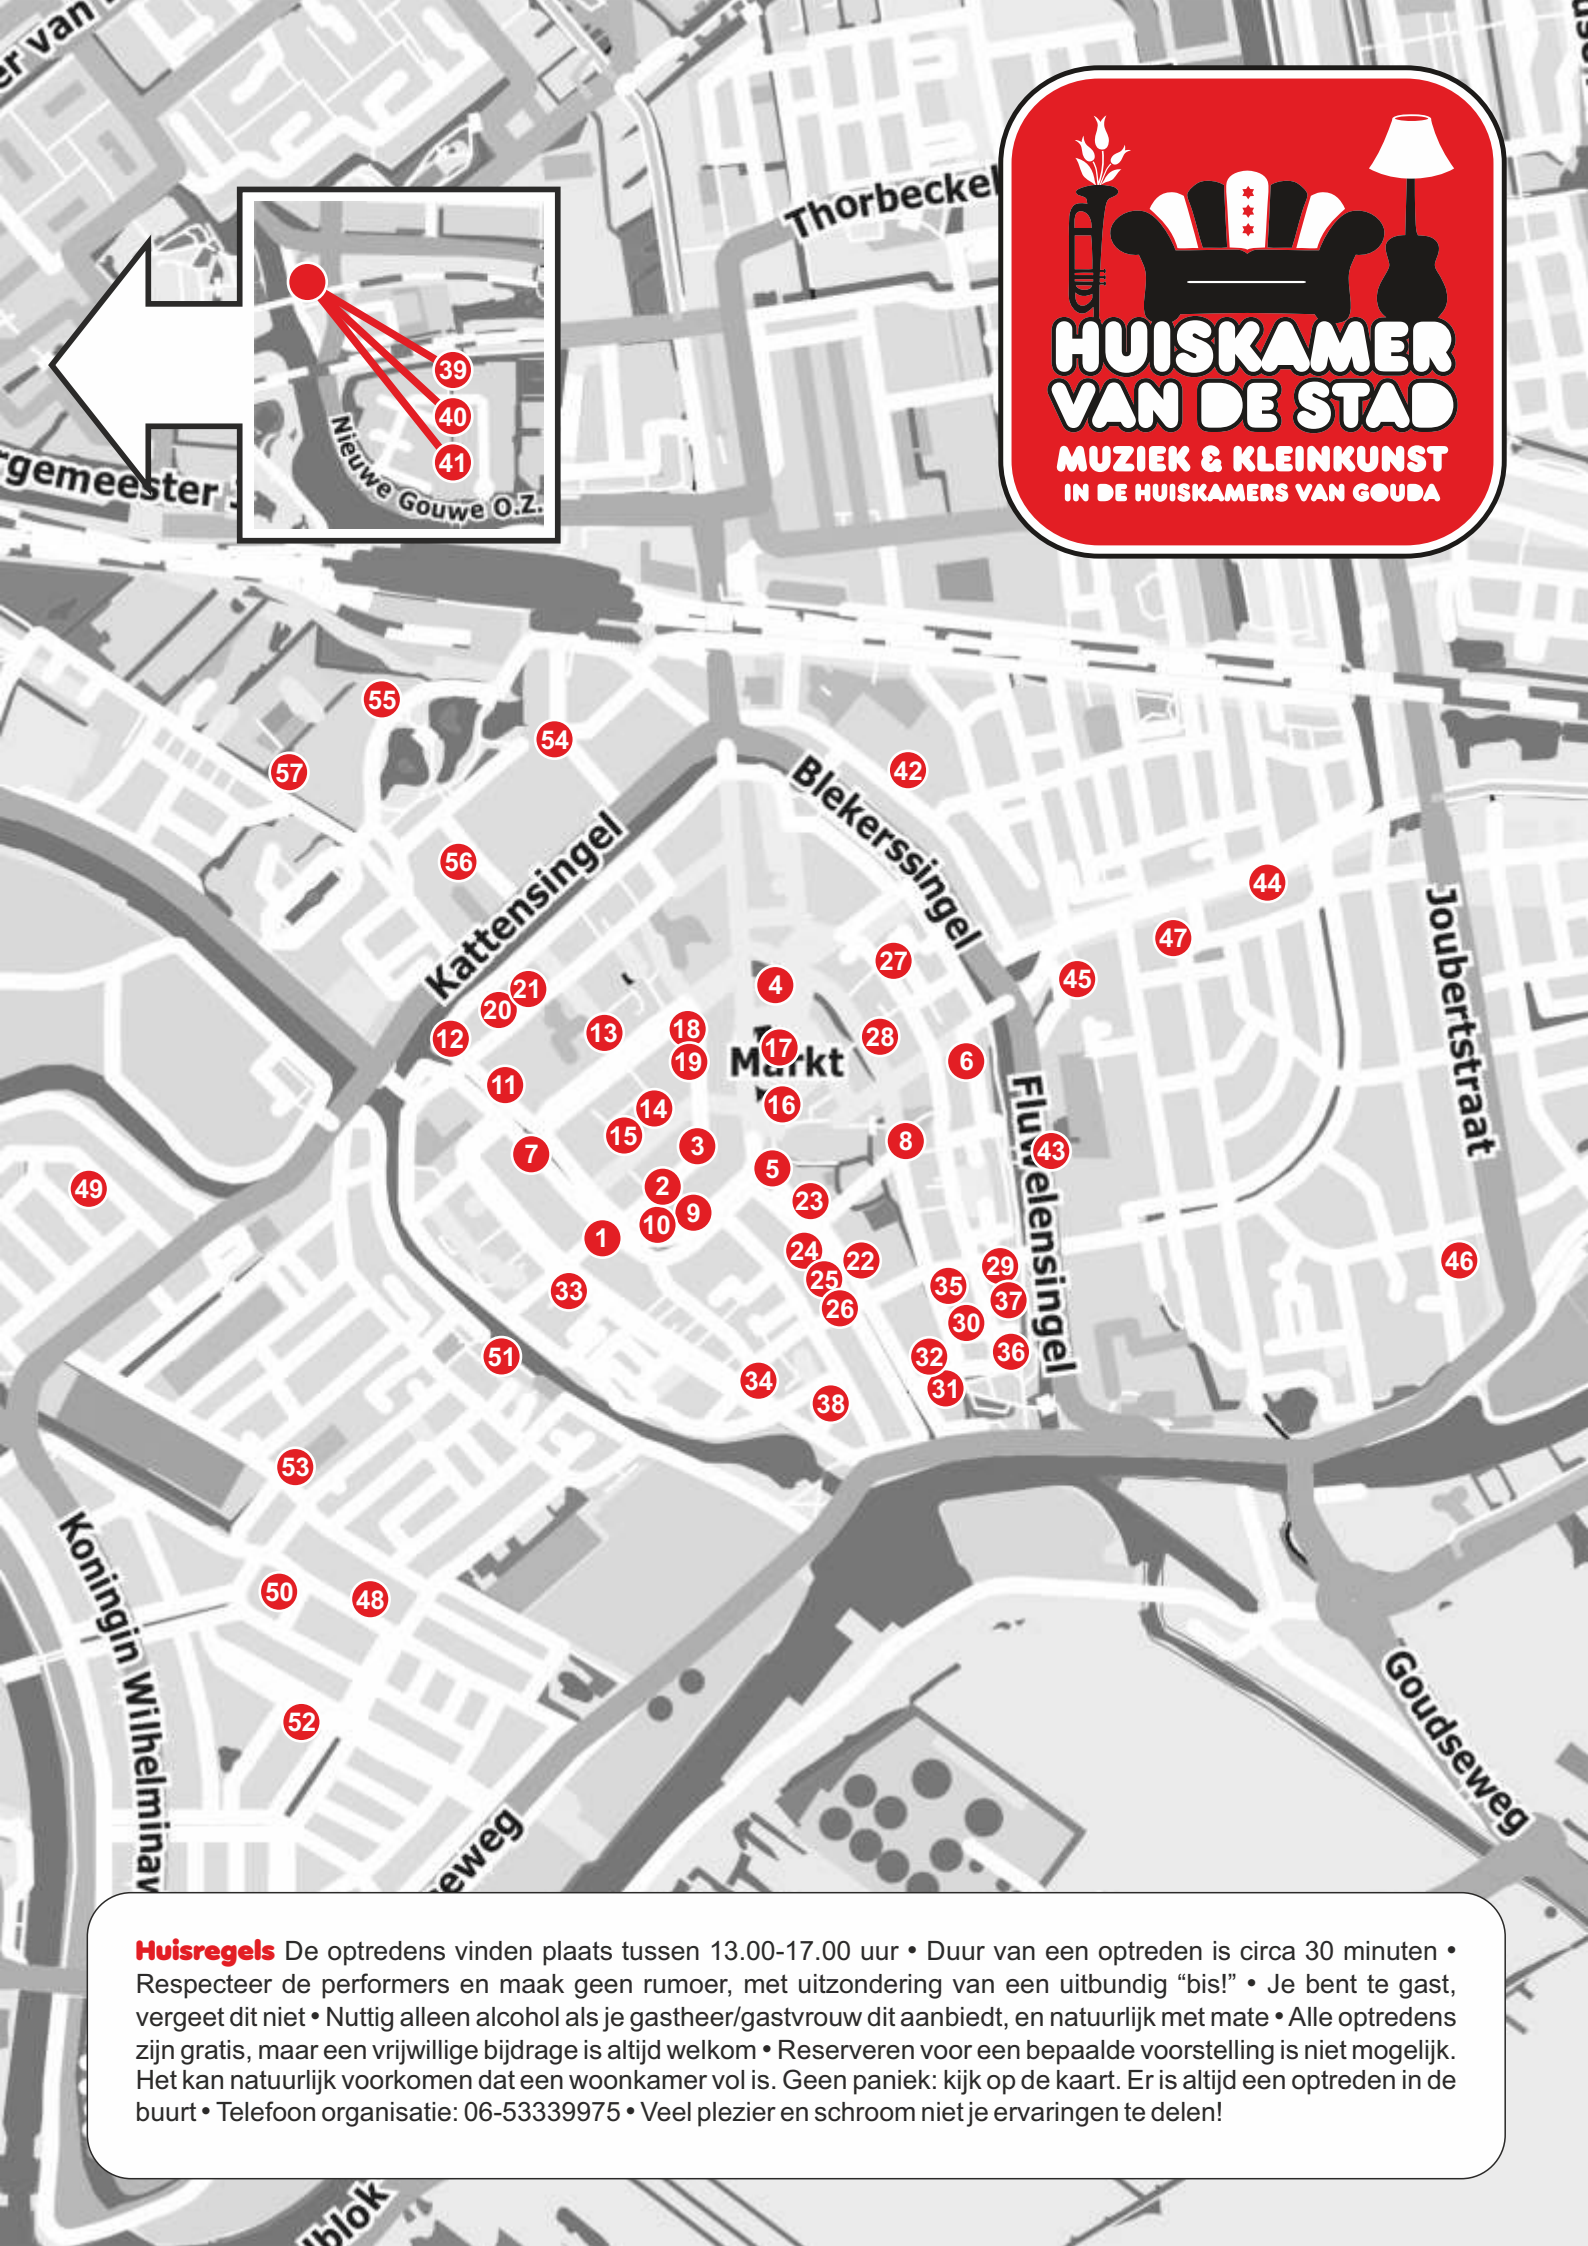 er van
Thorbeckel
HUISKAMER
VAN DE STAD
MUZIEK & KLEINKUNST
IN DE HUISKAMERS VAN GOUDA
39
40
41
Nieuwe Gouwe O.Z.
rgemeester
55
54
57
42
Blekerssingel
56
Kattensingel
44
47
Joubertstraat
27
45
4
21
20
12
13
18
28
17
Markt
19
6
11
14
16
Fluwelensingel
15
3
8
43
7
5
2
49
23
9
10
1
24
22
46
29
25
35
33
37
26
30
36
51
32
34
31
38
53
Koningin Wilhelminaw
50
48
Goudseweg
52
eweg
Huisregels De optredens vinden plaats tussen 13.00-17.00 uur • Duur van een optreden is circa 30 minuten •
Respecteer de performers en maak geen rumoer, met uitzondering van een uitbundig “bis!” • Je bent te gast,
vergeet dit niet • Nuttig alleen alcohol als je gastheer/gastvrouw dit aanbiedt, en natuurlijk met mate • Alle optredens
zijn gratis, maar een vrijwillige bijdrage is altijd welkom • Reserveren voor een bepaalde voorstelling is niet mogelijk.
Het kan natuurlijk voorkomen dat een woonkamer vol is. Geen paniek: kijk op de kaart. Er is altijd een optreden in de
buurt • Telefoon organisatie: 06-53339975 • Veel plezier en schroom niet je ervaringen te delen!
lblok